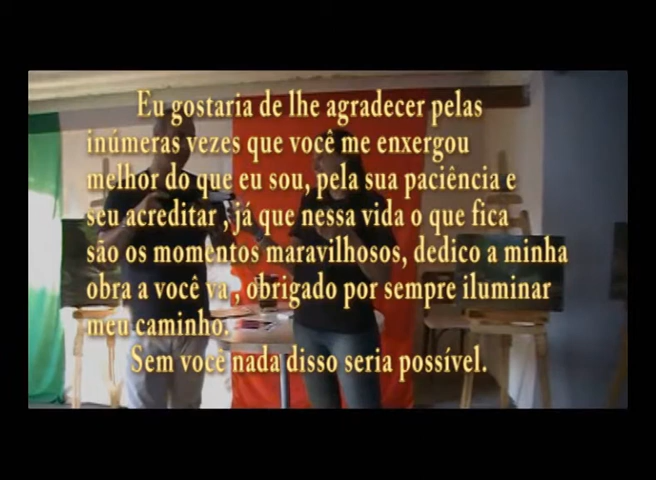 Eu gostaria de lhe agradecer pelas
inúmeras vezes que você me enxergou
melhor do que eu sou, pela sua paciência e
seu acreditar , já que nessa vida o que fica
são os momentos maravilhosos, dedico a minha
obra a você va , obrigado por sempre iluminar
meu caminho.
Sem você nada disso seria possível.